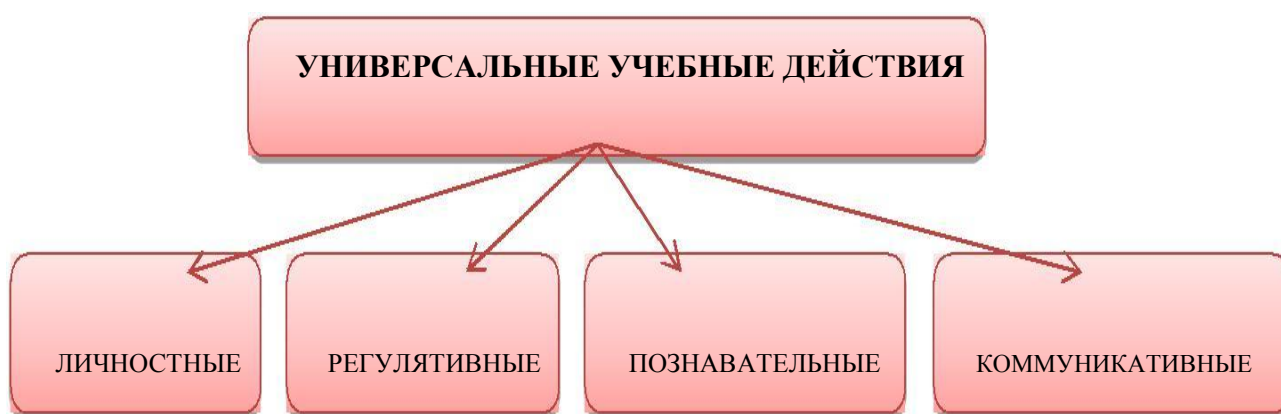 УНИВЕРСАЛЬНЫЕ УЧЕБНЫЕ ДЕЙСТВИЯ
ЛИЧНОСТНЫЕ
РЕГУЛЯТИВНЫЕ
ПОЗНАВАТЕЛЬНЫЕ
КОММУНИКАТИВНЫЕ